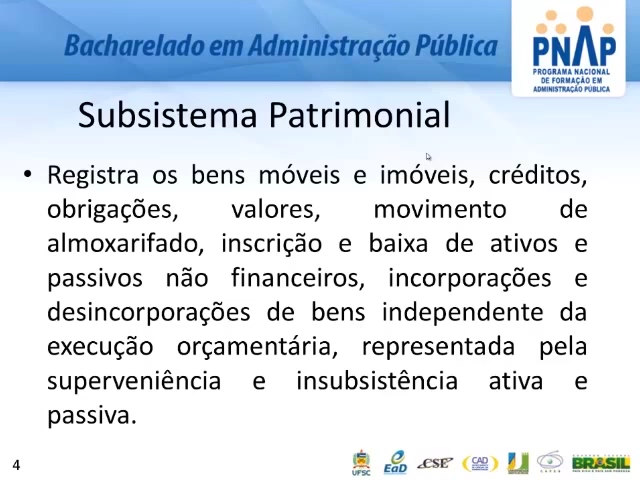 Bacharelado em Administração Pública
PNAP
PROGRAMA NACIONAL
DE FORMAÇÃO EM
ADMINISTRAÇÃO PÚBLICA
Subsistema Patrimonial
• Registra os bens móveis e imóveis, créditos,
obrigações, valores, movimento de
almoxarifado, inscrição e baixa de ativos e
passivos não financeiros, incorporações e
desincorporações de bens independente da
execução orçamentária, representada pela
superveniência e insubsistência ativa e
passiva.
4
UFSC
EaD
CSE
CAD
CAPES
BRASIL